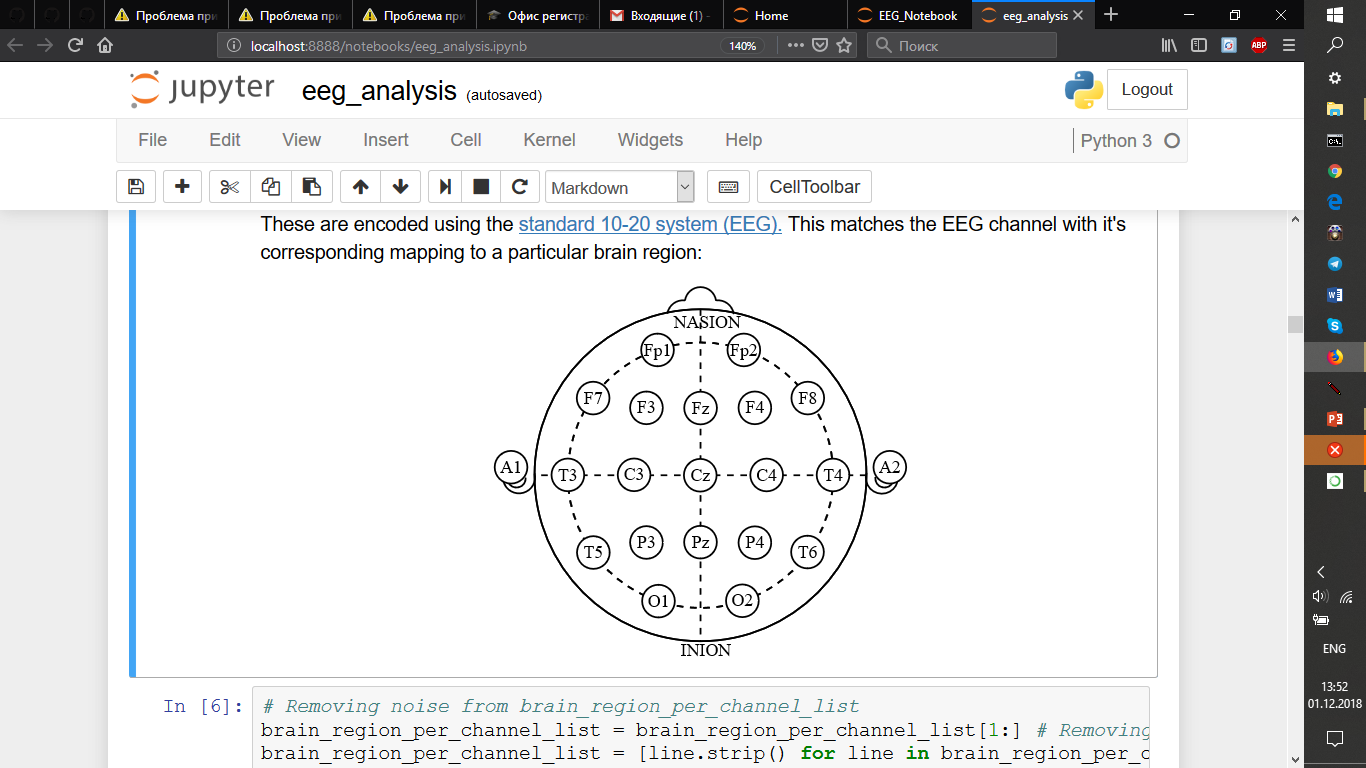 Проблема при
Проблема при
Проблема при
Офис регистра
Входящие (1) -
Home
EEG_Notebook
eeg_analysis
localhost:8888/notebooks/eeg_analysis.ipynb
140%
Поиск
ABP
jupyter
eeg_analysis (autosaved)
Logout
File Edit View Insert Cell Kernel Widgets Help
Python 3
Markdown
CellToolbar
These are encoded using the standard 10-20 system (EEG). This matches the EEG channel with it's
corresponding mapping to a particular brain region:
NASION
Fp1 Fp2
F7 F3 Fz F4 F8
A1 T3 C3 Cz C4 T4 A2
T5 P3 Pz P4 T6
O1 O2
INION
In [6]:
# Removing noise from brain_region_per_channel_list
brain_region_per_channel_list = brain_region_per_channel_list[1:] # Removing
brain_region_per_channel_list = [line.strip() for line in brain_region_per_c
ENG
13:52
01.12.2018